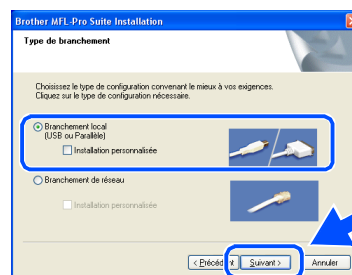 Brother MFL-Pro Suite Installation
Type de branchement
Choisissez le type de configuration convenant le mieux à vos exigences.
Cliquez sur le type de configuration nécessaire.
Branchement local
(USB ou Parallèle)
Installation personnalisée
Branchement de réseau
Installation personnalisée
< Précédent Suivant > Annuler